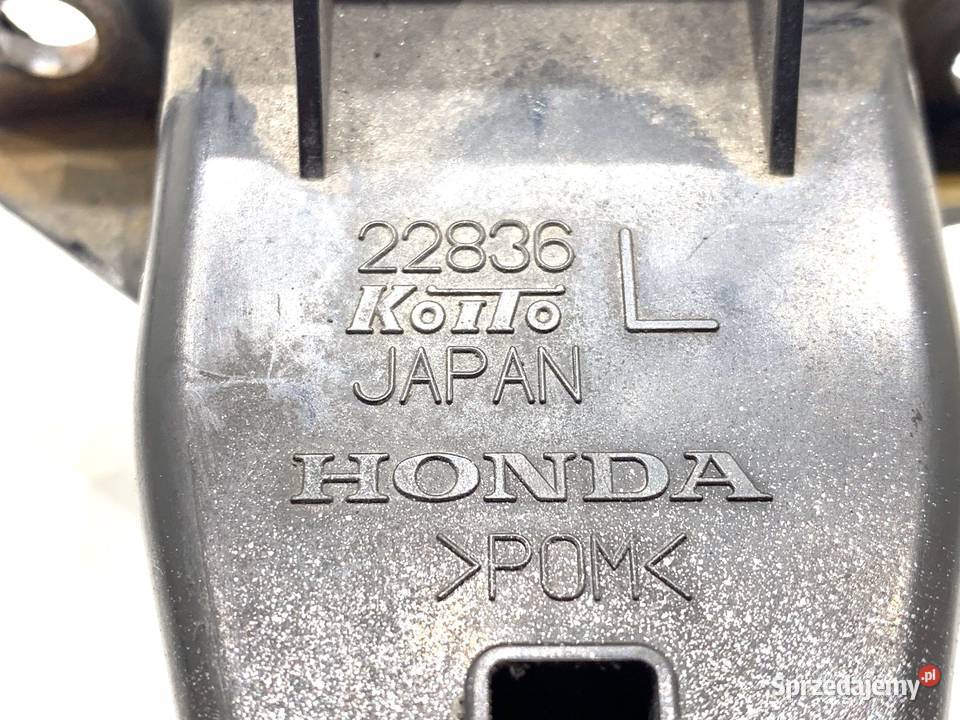 22836 L
KOITO
JAPAN
HONDA
>POM<
Sprzedajemy.pl